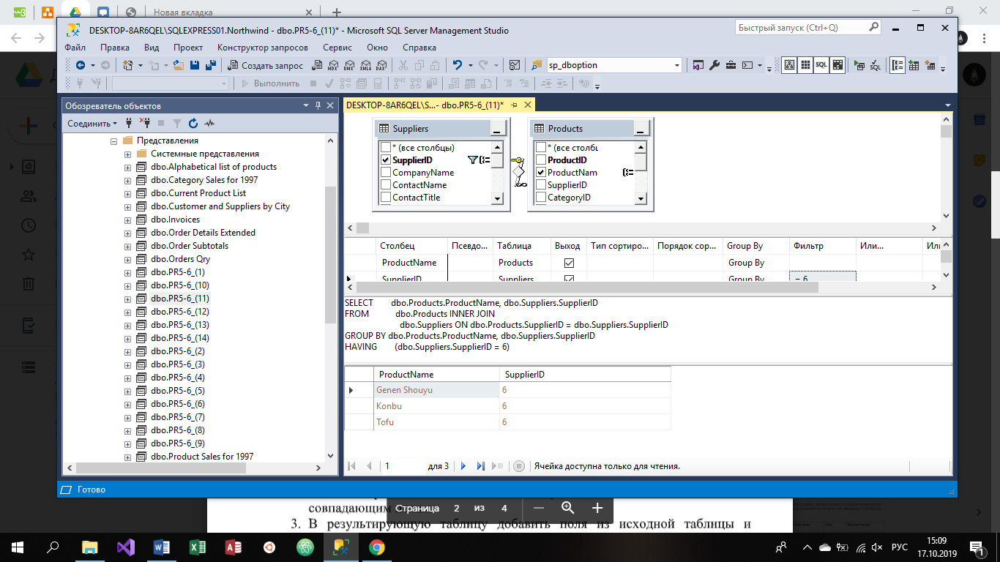 Новая вкладка
DESKTOP-8AR6QEL\SQLEXPRESS01.Northwind - dbo.PR5-6_(11)* - Microsoft SQL Server Management Studio
Быстрый запуск (Ctrl+Q)
Файл Правка Вид Проект Конструктор запросов Сервис Окно Справка
Создать запрос MDX DMX XMLA DAX sp_dboption SQL SQL
Выполнить
Обозреватель объектов
DESKTOP-8AR6QEL\S...- dbo.PR5-6_(11)*
Соединить
Представления
Системные представления
dbo.Alphabetical list of products
dbo.Category Sales for 1997
dbo.Current Product List
dbo.Customer and Suppliers by City
dbo.Invoices
dbo.Order Details Extended
dbo.Order Subtotals
dbo.Orders Qry
dbo.PR5-6_(1)
dbo.PR5-6_(10)
dbo.PR5-6_(11)
dbo.PR5-6_(12)
dbo.PR5-6_(13)
dbo.PR5-6_(14)
dbo.PR5-6_(2)
dbo.PR5-6_(3)
dbo.PR5-6_(4)
dbo.PR5-6_(5)
dbo.PR5-6_(6)
dbo.PR5-6_(7)
dbo.PR5-6_(8)
dbo.PR5-6_(9)
dbo.Product Sales for 1997
Suppliers
* (все столбцы)
SupplierID
CompanyName
ContactName
ContactTitle
Products
* (все столбц
ProductID
ProductNam
SupplierID
CategoryID
Столбец Псевдо... Таблица Выход Тип сортиро... Порядок сор... Group By Фильтр Или... Или
ProductName Products Group By
SupplierID Suppliers Group By = 6
SELECT dbo.Products.ProductName, dbo.Suppliers.SupplierID
FROM dbo.Products INNER JOIN
dbo.Suppliers ON dbo.Products.SupplierID = dbo.Suppliers.SupplierID
GROUP BY dbo.Products.ProductName, dbo.Suppliers.SupplierID
HAVING (dbo.Suppliers.SupplierID = 6)
ProductName SupplierID
Genen Shouyu 6
Konbu 6
Tofu 6
1 для 3 Ячейка доступна только для чтения.
Готово
совпадающим
Страница 2 из 4
3. В результирующую таблицу добавить поля из исходной таблицы и
РУС
15:09
17.10.2019
1